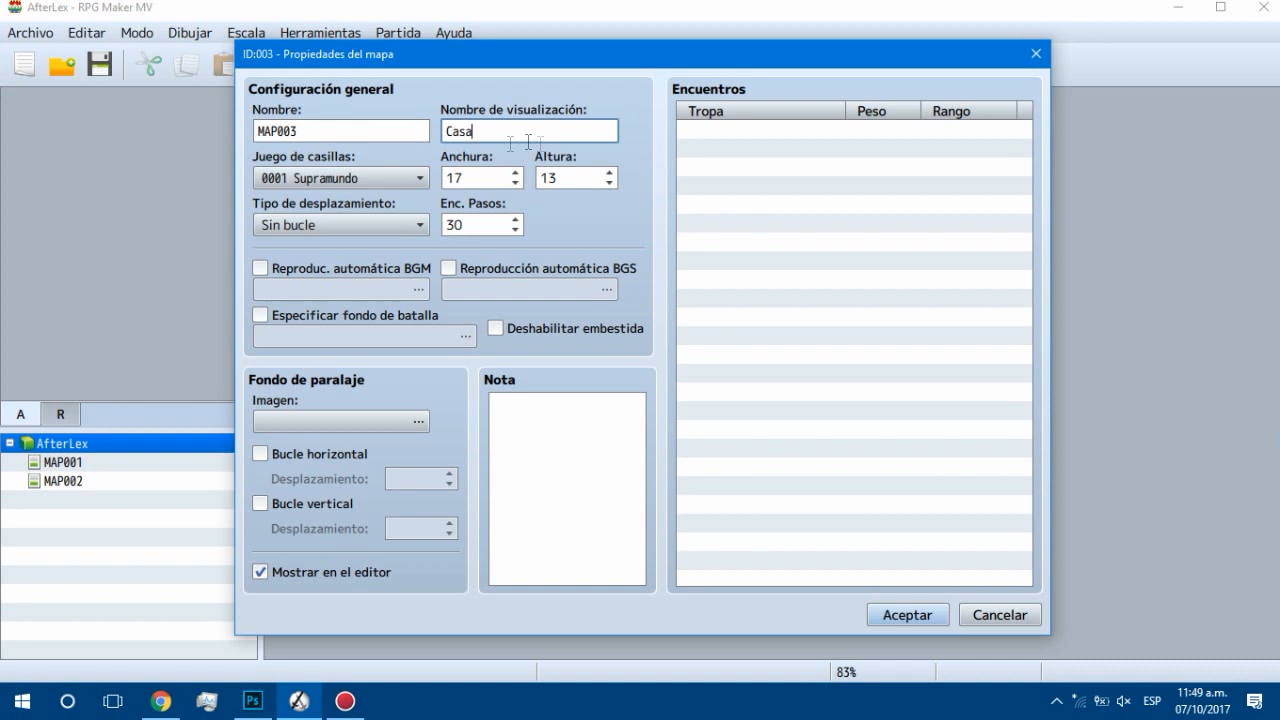 AfterLex - RPG Maker MV
Archivo Editar Modo Dibujar Escala Herramientas Partida Ayuda
ID:003 - Propiedades del mapa
Configuración general
Nombre: Nombre de visualización:
MAP003 Casa
Juego de casillas: Anchura: Altura:
0001 Supramundo 17 13
Tipo de desplazamiento: Enc. Pasos:
Sin bucle 30
Reproduc. automática BGM Reproducción automática BGS
... ...
Especificar fondo de batalla
... Deshabilitar embestida
Fondo de paralaje
Imagen:
...
Bucle horizontal
Desplazamiento:
Bucle vertical
Desplazamiento:
Mostrar en el editor
Nota
Encuentros
Tropa Peso Rango
Aceptar Cancelar
A R
AfterLex
MAP001
MAP002
83%
Ps
ESP
11:49 a.m.
07/10/2017